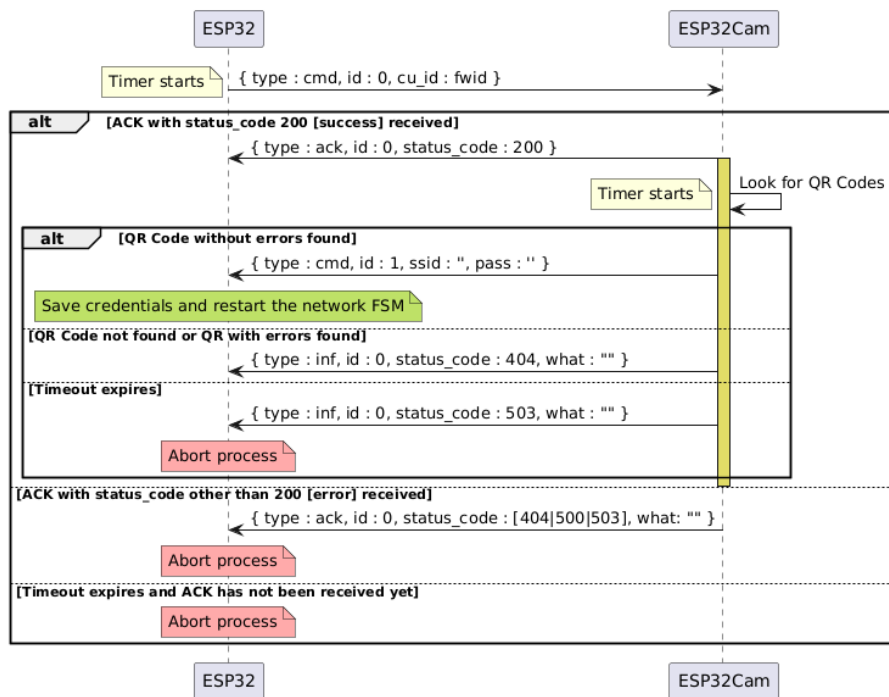 ESP32 ESP32Cam
Timer starts { type : cmd, id : 0, cu_id : fwid }
alt [ACK with status_code 200 [success] received]
{ type : ack, id : 0, status_code : 200 }
Timer starts Look for QR Codes
alt [QR Code without errors found]
{ type : cmd, id : 1, ssid : '', pass : '' }
Save credentials and restart the network FSM
[QR Code not found or QR with errors found]
{ type : inf, id : 0, status_code : 404, what : "" }
[Timeout expires]
{ type : inf, id : 0, status_code : 503, what : "" }
Abort process
[ACK with status_code other than 200 [error] received]
{ type : ack, id : 0, status_code : [404|500|503], what: "" }
Abort process
[Timeout expires and ACK has not been received yet]
Abort process
ESP32 ESP32Cam